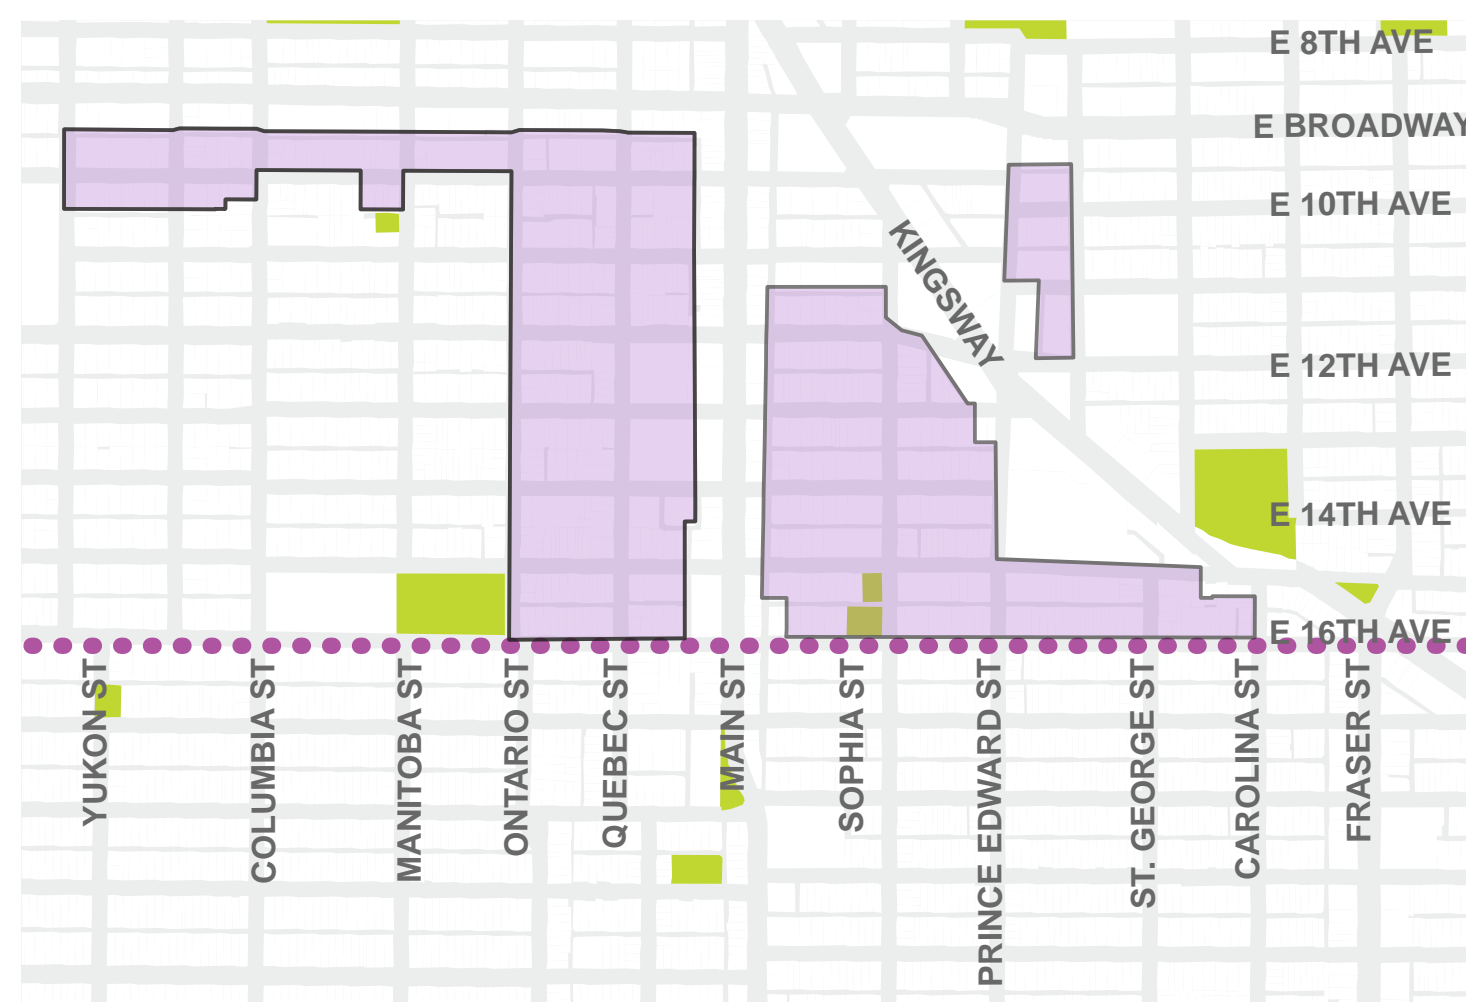 E 8TH AVE
E BROADWAY
E 10TH AVE
KINGSWAY
E 12TH AVE
E 14TH AVE
E 16TH AVE
YUKON ST
COLUMBIA ST
MANITOBA ST
ONTARIO ST
QUEBEC ST
MAIN ST
SOPHIA ST
PRINCE EDWARD ST
ST. GEORGE ST
CAROLINA ST
FRASER ST